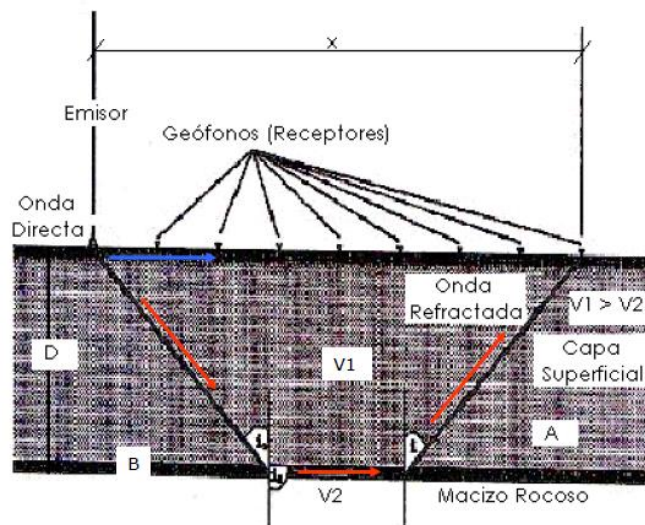 x
Emisor
Geófonos (Receptores)
Onda
Directa
Onda
Refractada
V1 > V2
D
V1
Capa
Superficial
A
B
i
i
V2
Macizo Rocoso